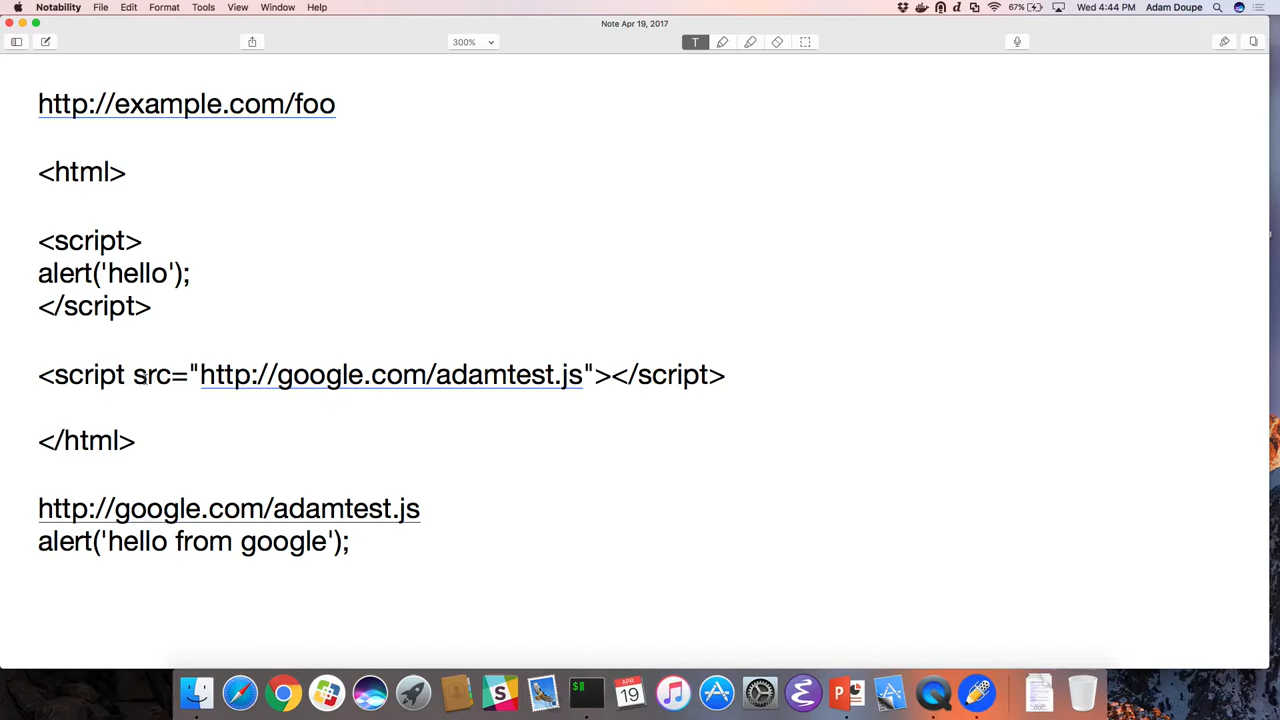 Notability File Edit Format Tools View Window Help 67% Wed 4:44 PM Adam Doupe
Note Apr 19, 2017
300% T
http://example.com/foo
<html>
<script>
alert('hello');
</script>
<script src="http://google.com/adamtest.js"></script>
</html>
http://google.com/adamtest.js
alert('hello from google');
APR
19